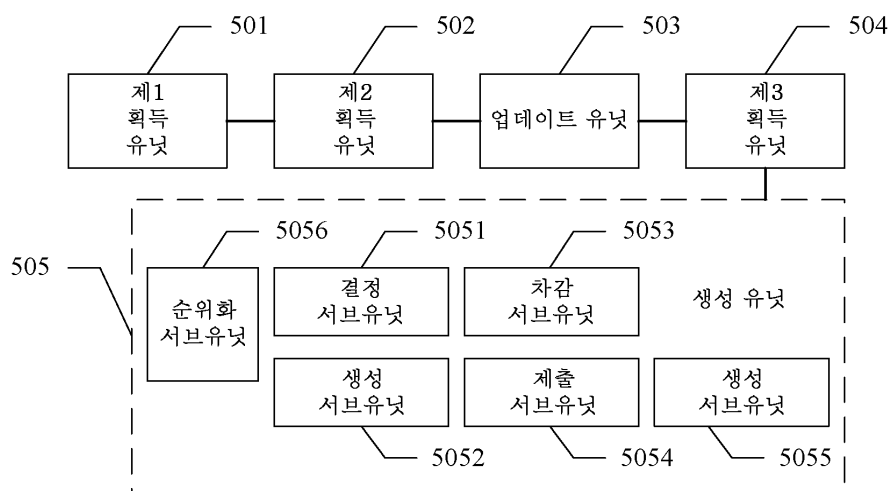 501
502
503
504
제1
획득
유닛
제2
획득
유닛
업데이트 유닛
제3
획득
유닛
505
5056
5051
5053
순위화
서브유닛
결정
서브유닛
차감
서브유닛
생성 유닛
생성
서브유닛
제출
서브유닛
생성
서브유닛
5052
5054
5055